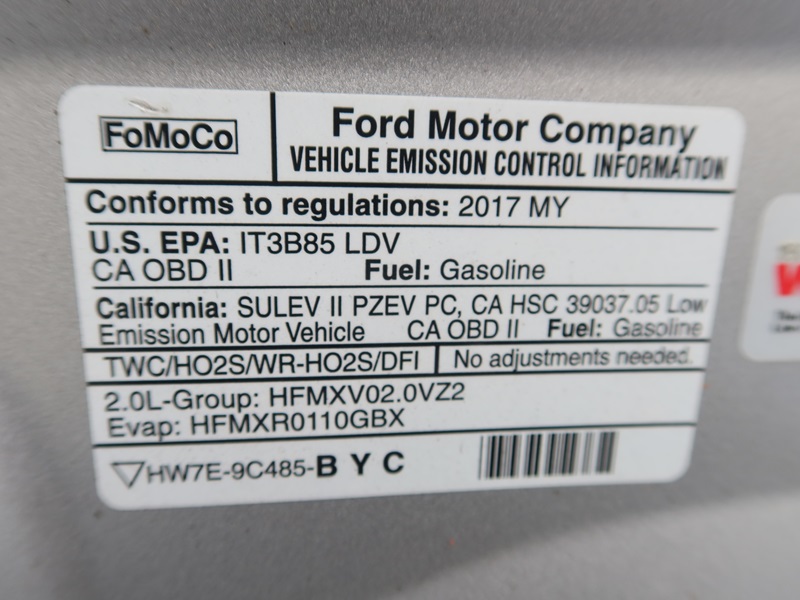 FoMoCo
Ford Motor Company
VEHICLE EMISSION CONTROL INFORMATION
Conforms to regulations: 2017 MY
U.S. EPA: IT3B85 LDV
CA OBD II Fuel: Gasoline
California: SULEV II PZEV PC, CA HSC 39037.05 Low
Emission Motor Vehicle CA OBD II Fuel: Gasoline
TWC/HO2S/WR-HO2S/DFI No adjustments needed.
2.0L-Group: HFMXV02.0VZ2
Evap: HFMXR0110GBX
HW7E-9C485-B Y C